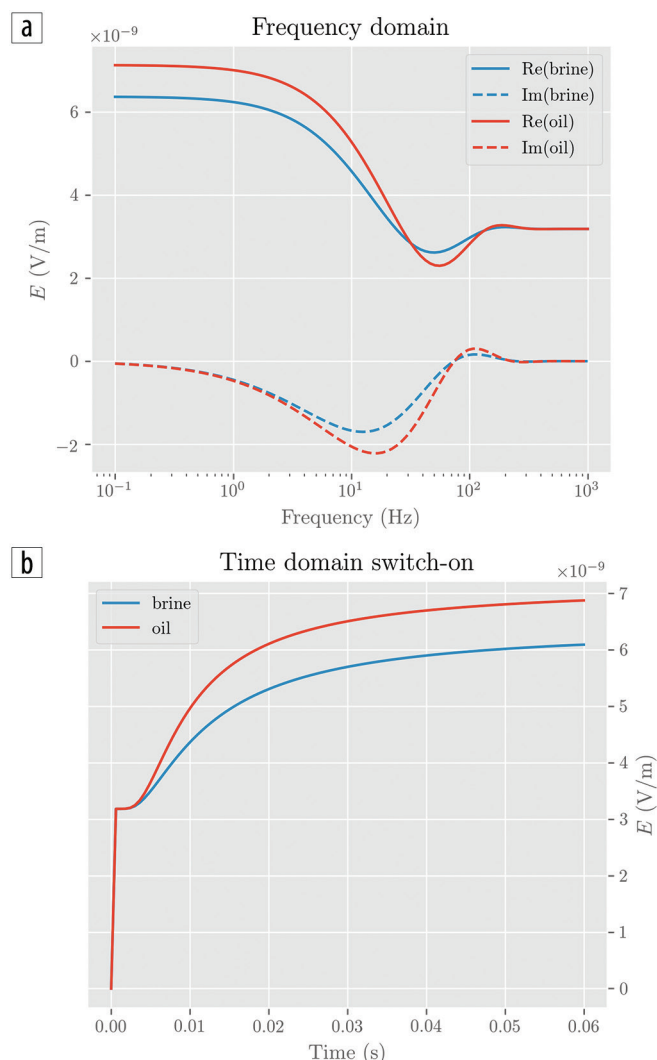 a
×10⁻⁹
Frequency domain
Re(brine)
Im(brine)
Re(oil)
Im(oil)
6
4
2
0
−2
E (V/m)
10⁻¹ 10⁰ 10¹ 10² 10³
Frequency (Hz)
b
Time domain switch-on
×10⁻⁹
brine
oil
7
6
5
4
3
2
1
0
E (V/m)
0.00 0.01 0.02 0.03 0.04 0.05 0.06
Time (s)